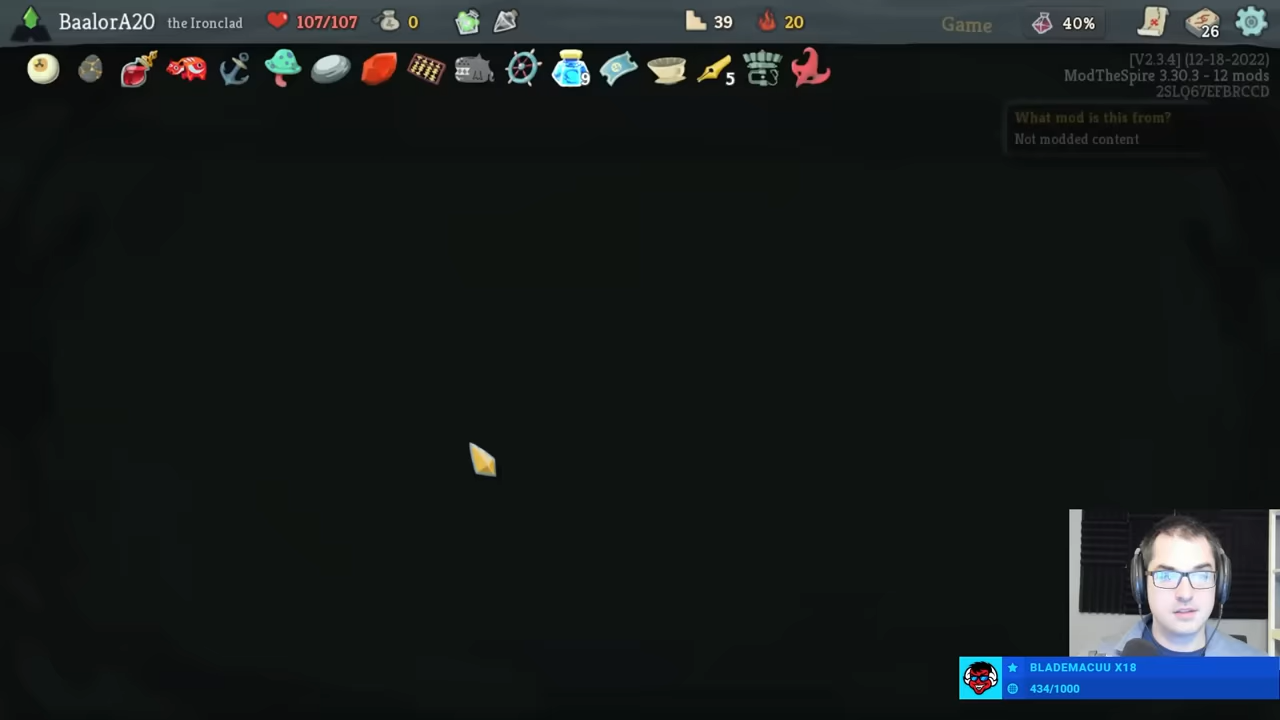 BaalorA20 the Ironclad 107/107 0 39 20 Game 40% 26
9 5
[V2.3.4] (12-18-2022)
ModTheSpire 3.30.3 - 12 mods
2SLQ67EFBRCCD
What mod is this from?
Not modded content
BLADEMACUU X18
434/1000